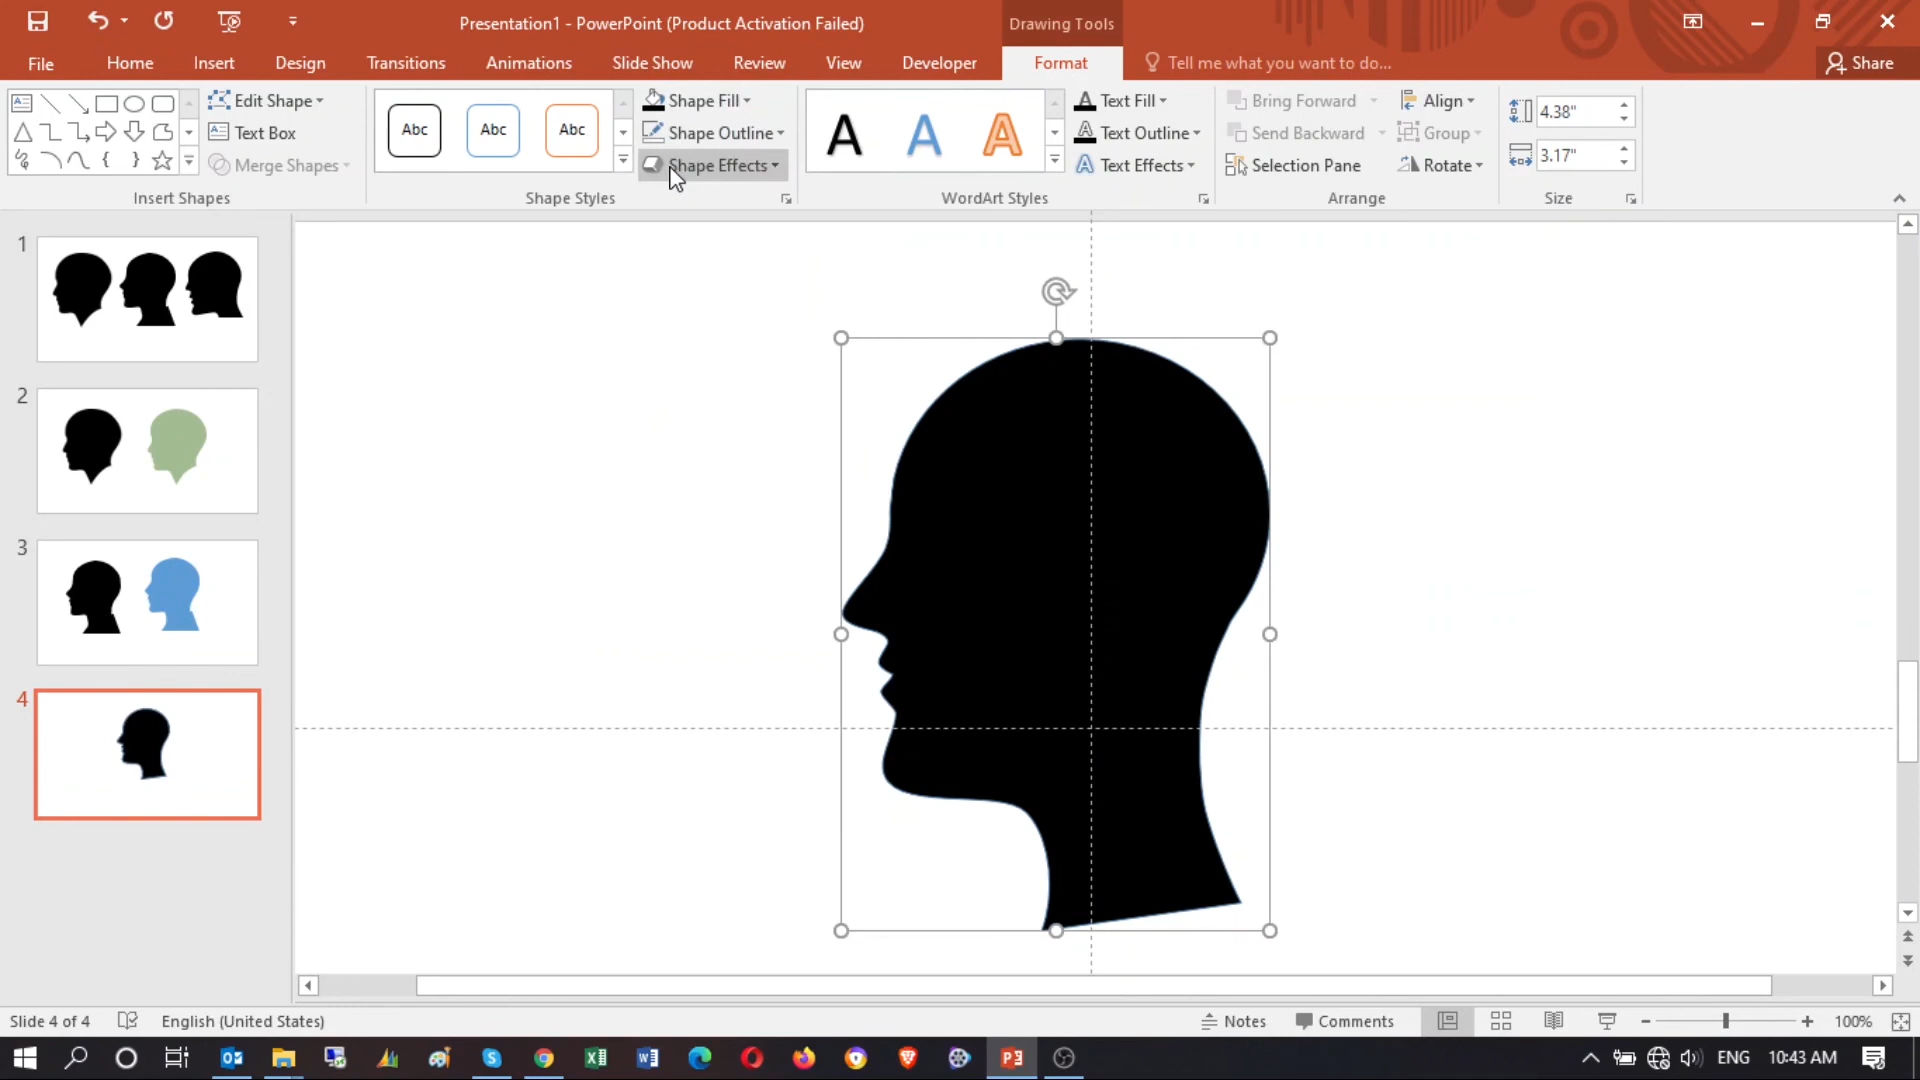 Presentation1 - PowerPoint (Product Activation Failed)
Drawing Tools
File
Home
Insert
Design
Transitions
Animations
Slide Show
Review
View
Developer
Format
Tell me what you want to do...
Share
Edit Shape
Text Box
Merge Shapes
Insert Shapes
Abc
Abc
Abc
Shape Fill
Shape Outline
Shape Effects
Shape Styles
A
A
A
Text Fill
Text Outline
Text Effects
WordArt Styles
Bring Forward
Send Backward
Selection Pane
Align
Group
Rotate
Arrange
4.38"
3.17"
Size
1
2
3
4
Slide 4 of 4
English (United States)
Notes
Comments
100%
ENG
10:43 AM